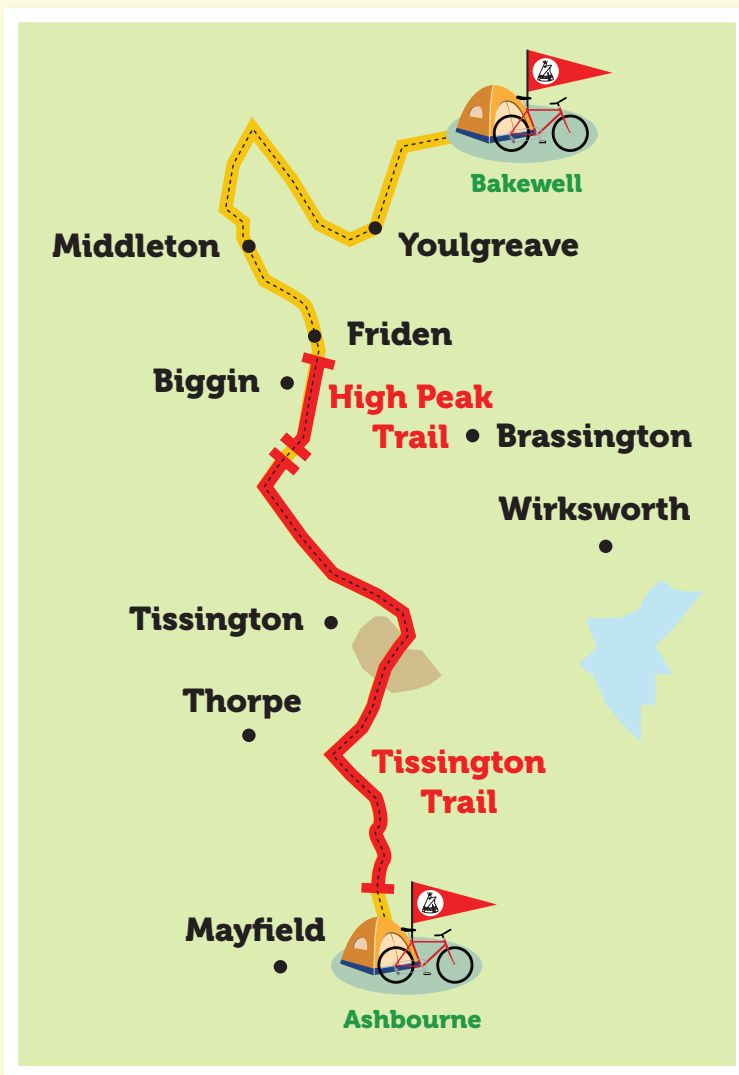 Bakewell
Middleton
Youlgreave
Friden
Biggin
High Peak
Trail
Brassington
Wirksworth
Tissington
Thorpe
Tissington
Trail
Mayfield
Ashbourne